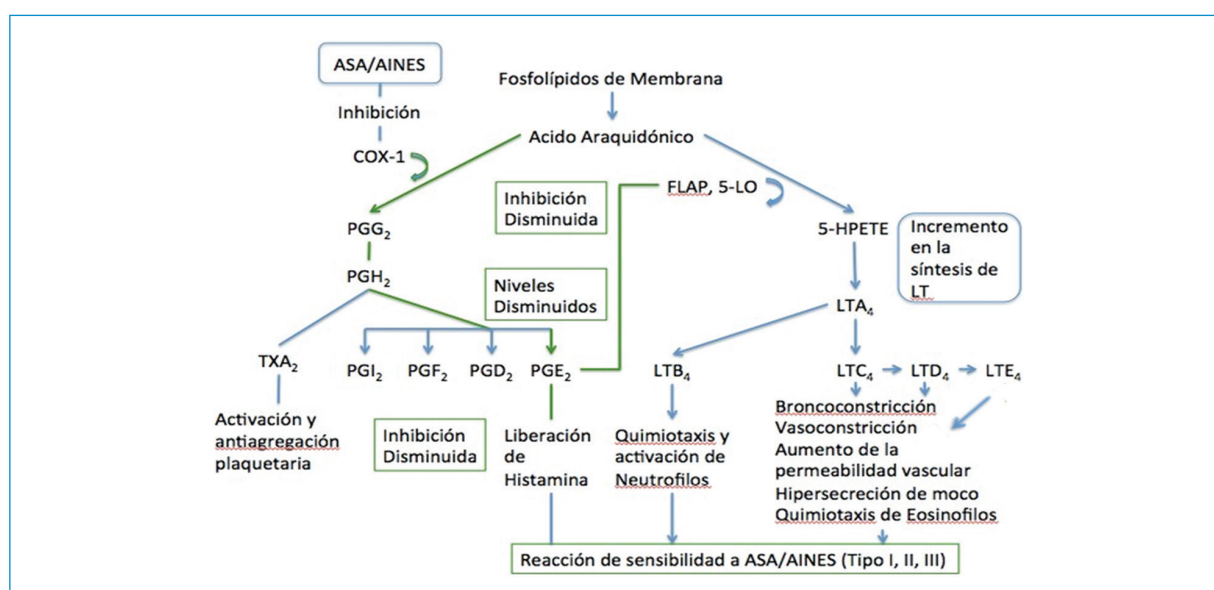 ASA/AINES
Inhibición
COX-1
Fosfolípidos de Membrana
Acido Araquidónico
Inhibición
Disminuida
FLAP, 5-LO
PGG₂
5-HPETE
Incremento
en la
síntesis de
LT
PGH₂
Niveles
Disminuidos
LTA₄
TXA₂
PGI₂ PGF₂ PGD₂ PGE₂
LTB₄
LTC₄ LTD₄ LTE₄
Activación y
antiagregación
plaquetaria
Inhibición
Disminuida
Liberación
de
Histamina
Quimiotaxis y
activación de
Neutrofilos
Broncoconstricción
Vasoconstricción
Aumento de la
permeabilidad vascular
Hipersecreción de moco
Quimiotaxis de Eosinofilos
Reacción de sensibilidad a ASA/AINES (Tipo I, II, III)